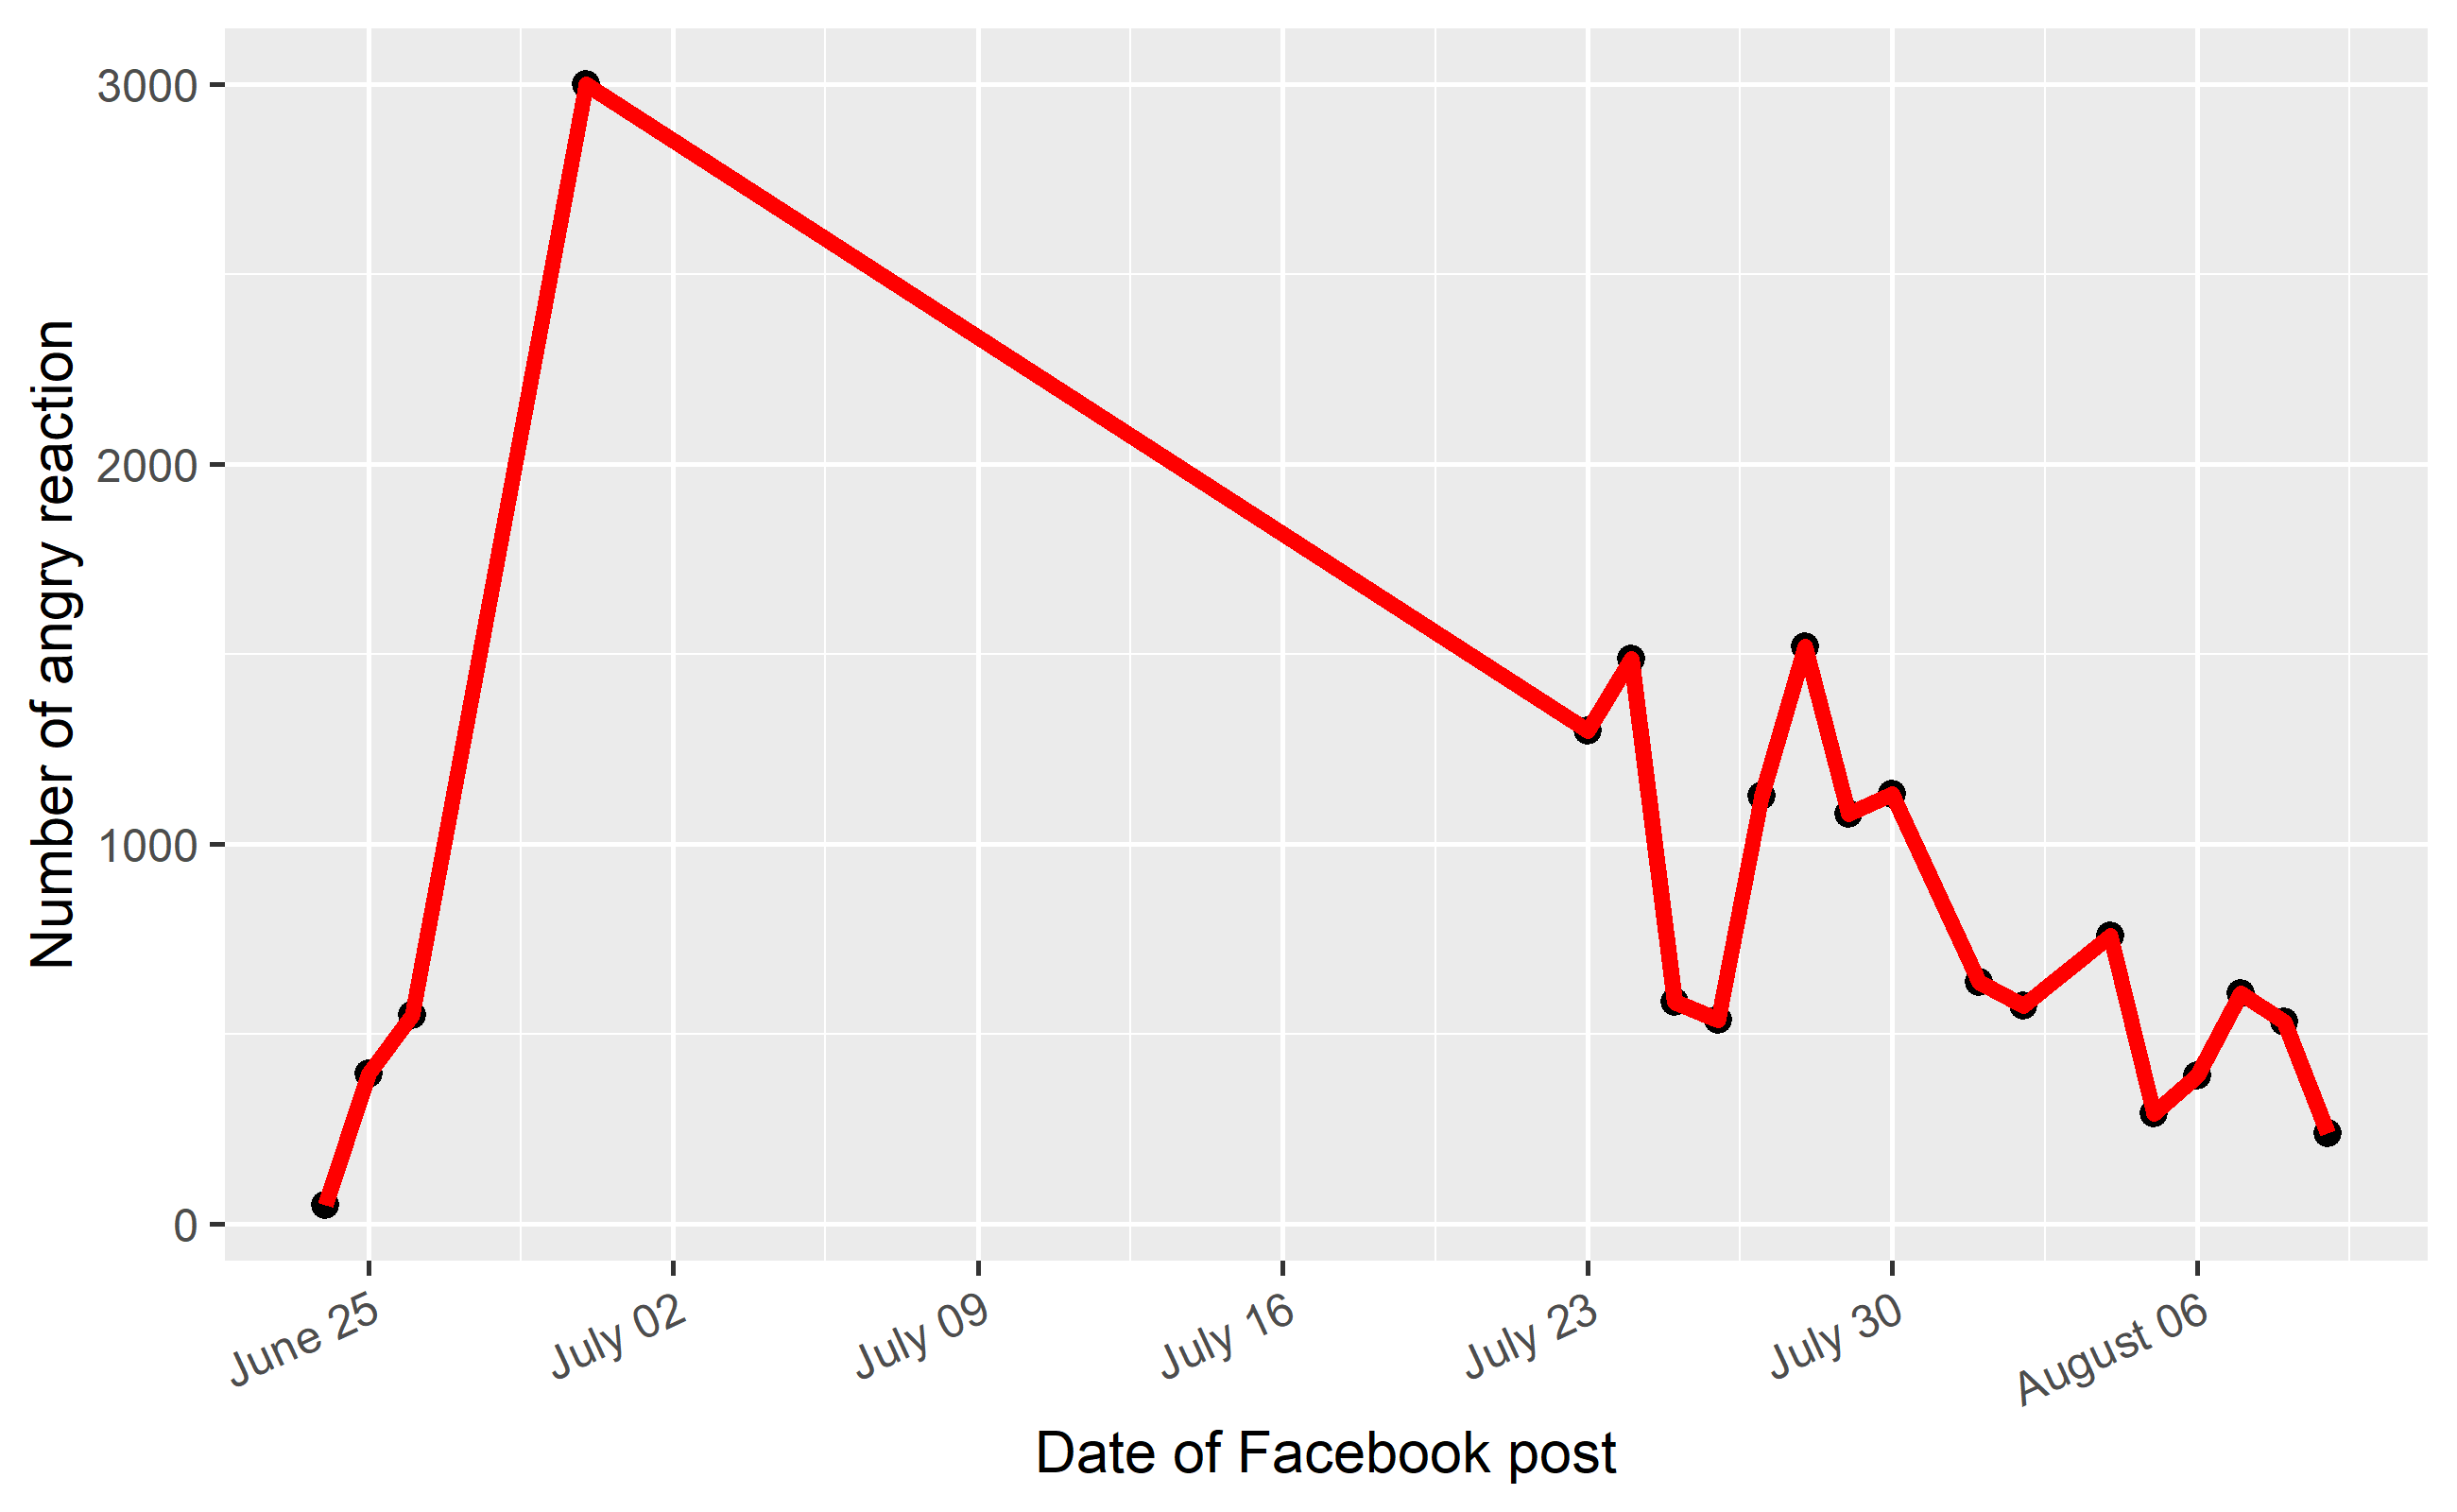 Number of angry reaction
3000
2000
1000
0
June 25
July 02
July 09
July 16
July 23
July 30
August 06
Date of Facebook post